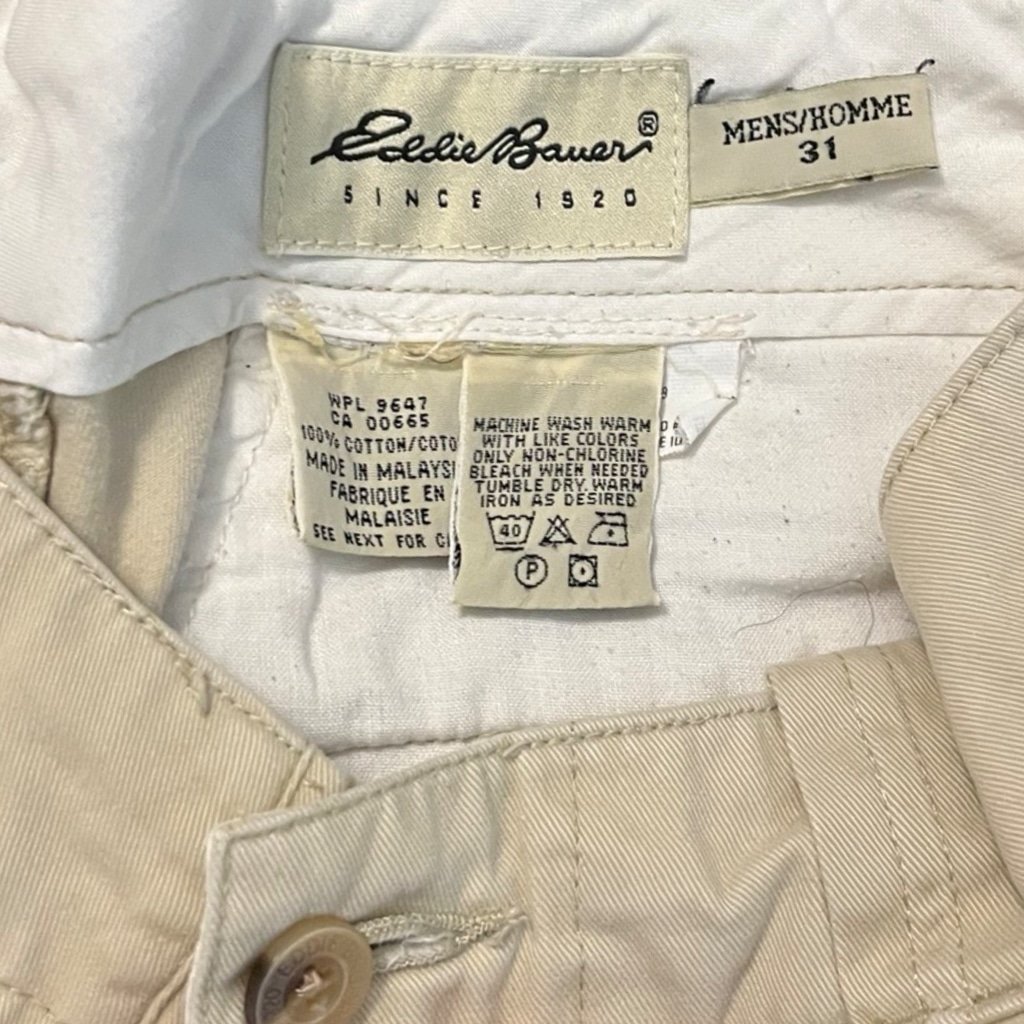 Eddie Bauer®
SINCE 1920
MENS/HOMME
31
WPL 9647
CA 00665
100% COTTON/COTO
MADE IN MALAYSI
FABRIQUE EN
MALAISIE
SEE NEXT FOR C
MACHINE WASH WARM
WITH LIKE COLORS
ONLY NON-CHLORINE
BLEACH WHEN NEEDED
TUMBLE DRY. WARM
IRON AS DESIRED
40
P
EDDIE